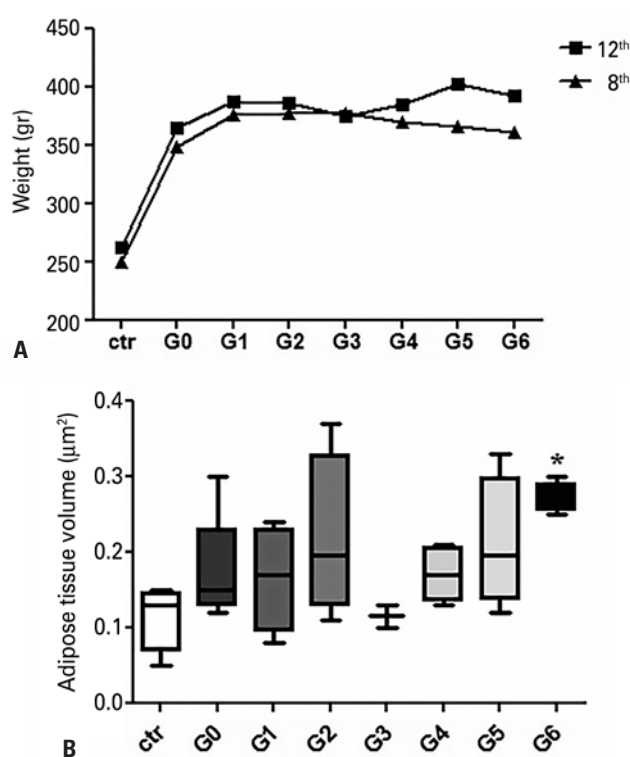 450
400
350
300
250
200
Weight (gr)
12th
8th
ctr G0 G1 G2 G3 G4 G5 G6
A
0.4
0.3
0.2
0.1
0.0
Adipose tissue volume (μm²)
*
ctr G0 G1 G2 G3 G4 G5 G6
B